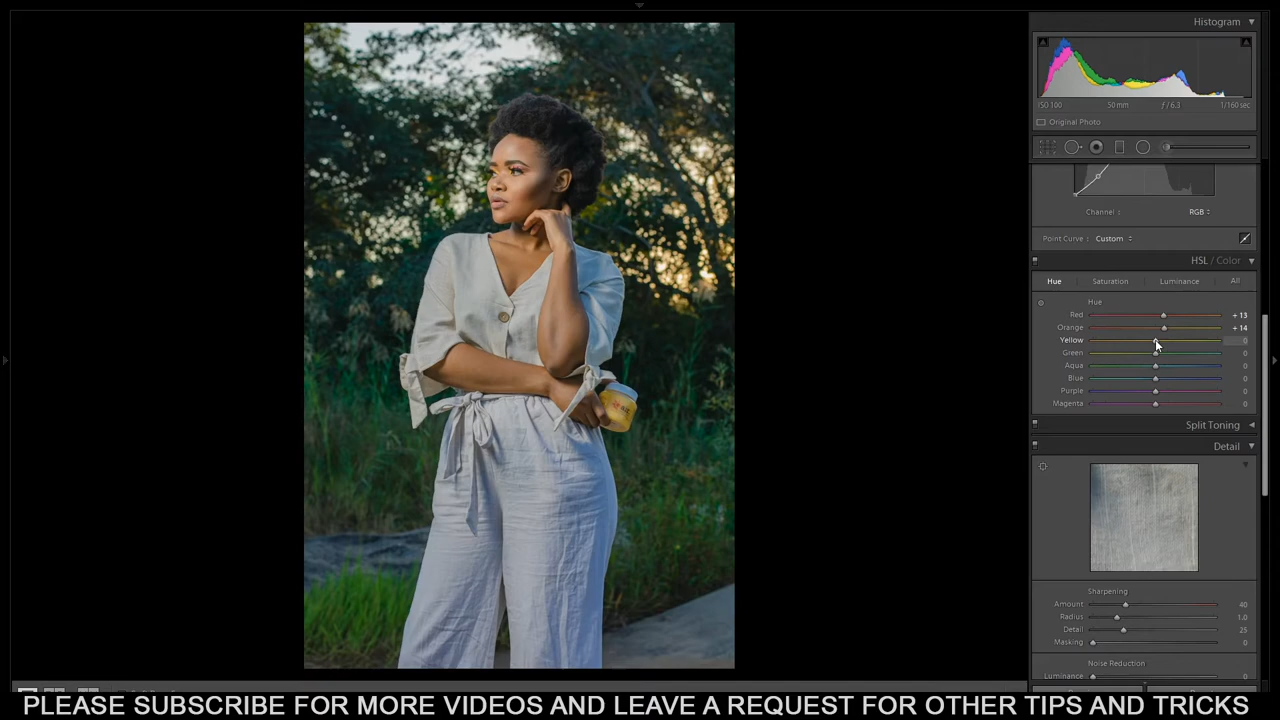 Histogram
ISO 100 50 mm f / 6.3 1/160 sec
Original Photo
Channel : RGB
Point Curve : Custom
HSL / Color
Hue Saturation Luminance All
Hue
Red + 13
Orange + 14
Yellow 0
Green 0
Aqua 0
Blue 0
Purple 0
Magenta 0
Split Toning
Detail
Sharpening
Amount 40
Radius 1.0
Detail 25
Masking 0
Noise Reduction
Luminance 0
PLEASE SUBSCRIBE FOR MORE VIDEOS AND LEAVE A REQUEST FOR OTHER TIPS AND TRICKS